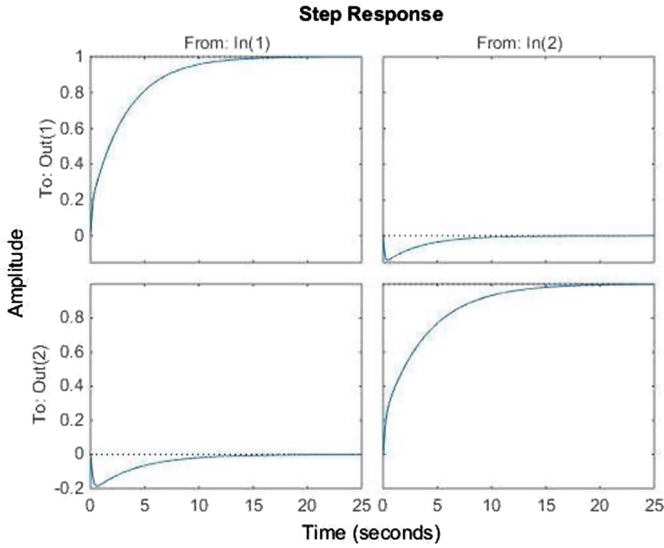 Step Response
From: In(1) From: In(2)
To: Out(1)
1
0.8
0.6
0.4
0.2
0
Amplitude
To: Out(2)
0.8
0.6
0.4
0.2
0
-0.2
0 5 10 15 20 25 0 5 10 15 20 25
Time (seconds)